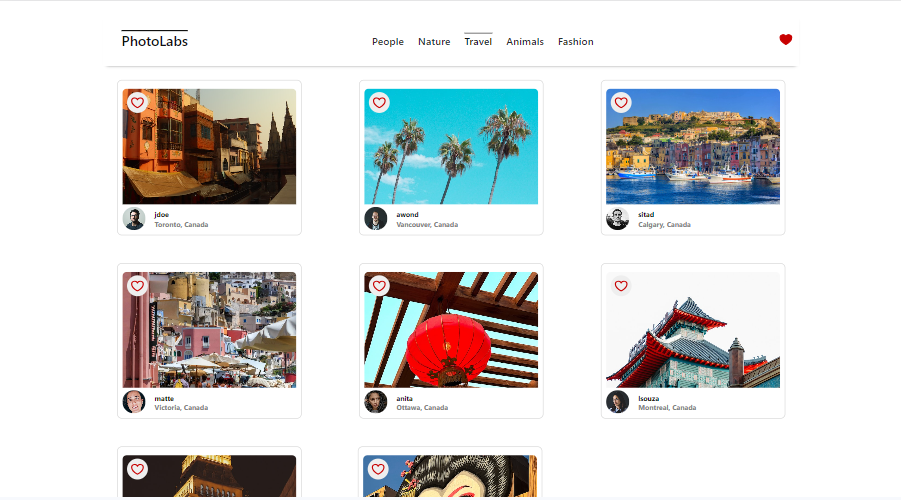 PhotoLabs
People Nature Travel Animals Fashion
jdoe
Toronto, Canada
awond
Vancouver, Canada
sitad
Calgary, Canada
matte
Victoria, Canada
anita
Ottawa, Canada
lsouza
Montreal, Canada